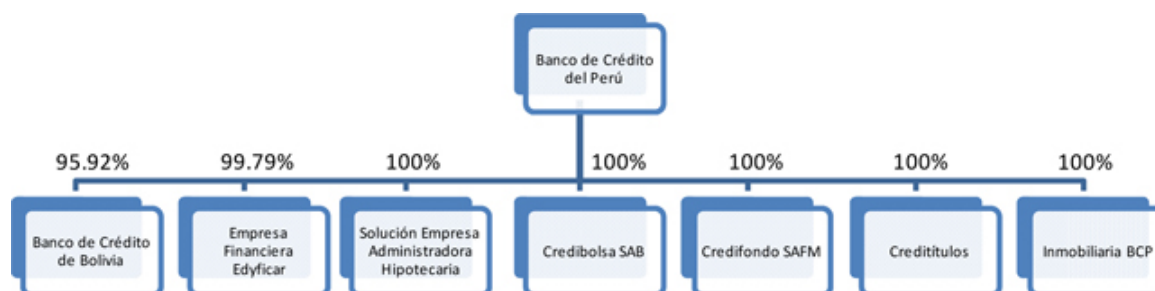 Banco de Crédito
del Perú
95.92%
99.79%
100%
100%
100%
100%
100%
Banco de Crédito
de Bolivia
Empresa
Financiera
Edyficar
Solución Empresa
Administradora
Hipotecaria
Credibolsa SAB
Credifondo SAFM
Creditítulos
Inmobiliaria BCP